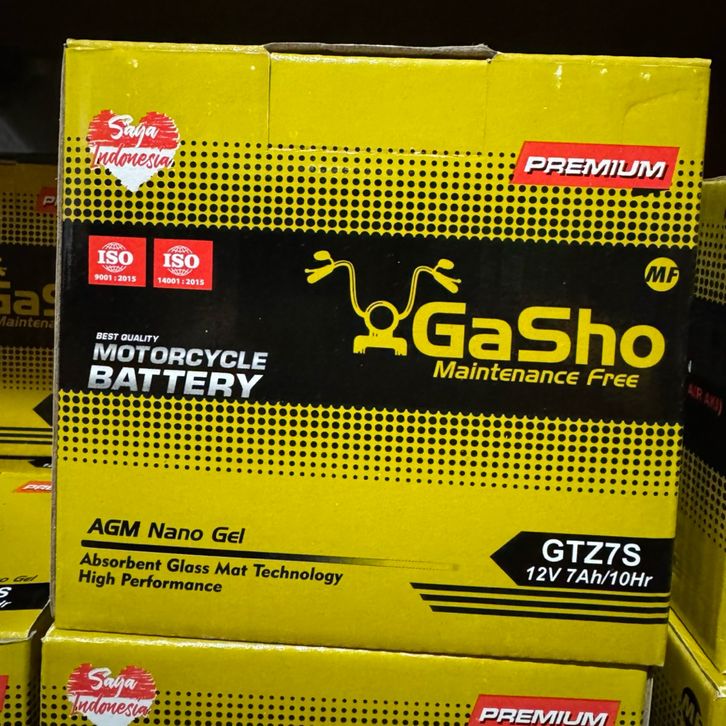 Saya
Indonesia
PREMIUM
ISO
9001 : 2015
ISO
14001 : 2015
MF
GaSho
Maintenance Free
BEST QUALITY
MOTORCYCLE
BATTERY
AGM Nano Gel
Absorbent Glass Mat Technology
High Performance
GTZ7S
12V 7Ah/10Hr
Saya
Indonesia
PREMIUM